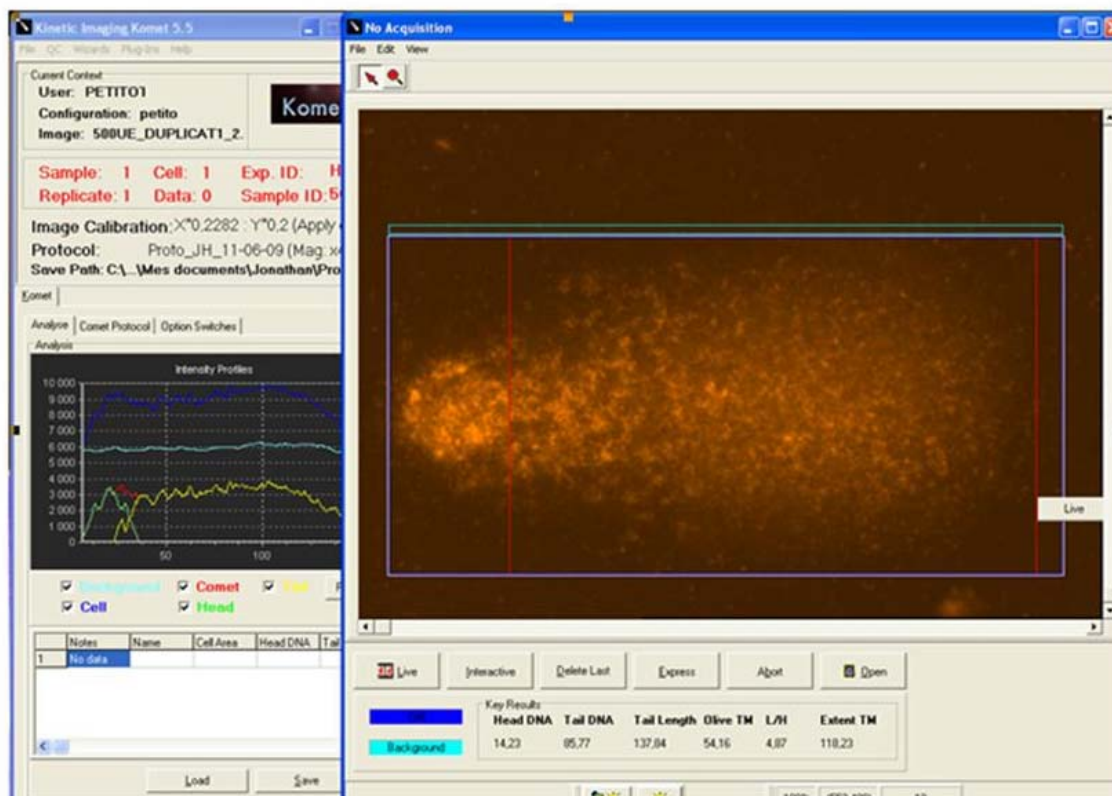 Kinetic Imaging Komet 5.5
File QC Wizards Plug-Ins Help
Current Context
User: PETITO1
Configuration: petito
Image: 500UE_DUPLICAT1_2.
Kome
Sample: 1 Cell: 1 Exp. ID: H
Replicate: 1 Data: 0 Sample ID:
Image Calibration: X*0,2282 : Y*0,2 (Apply
Protocol: Proto_JH_11-06-09 (Mag: x
Save Path: C:\...\Mes documents\Jonathan\Pro
Komet
Analyse Comet Protocol Option Switches
Analysis
Intensity Profiles
10 000
9 000
8 000
7 000
6 000
5 000
4 000
3 000
2 000
1 000
0
50 100
Background Comet Tail
Cell Head
Notes Name Cell Area Head DNA Tail
1 No data
Load Save
No Acquisition
File Edit View
Live
Live Interactive Delete Last Express Abort Open
Key Results
Cell Head DNA Tail DNA Tail Length Olive TM L/H Extent TM
Background 14,23 85,77 137,84 54,16 4,87 118,23